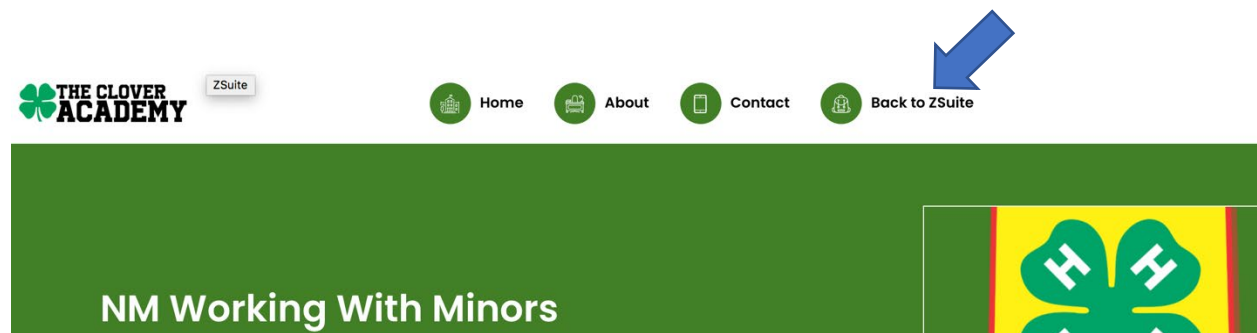 THE CLOVER
ACADEMY
ZSuite
Home
About
Contact
Back to ZSuite
NM Working With Minors
H H